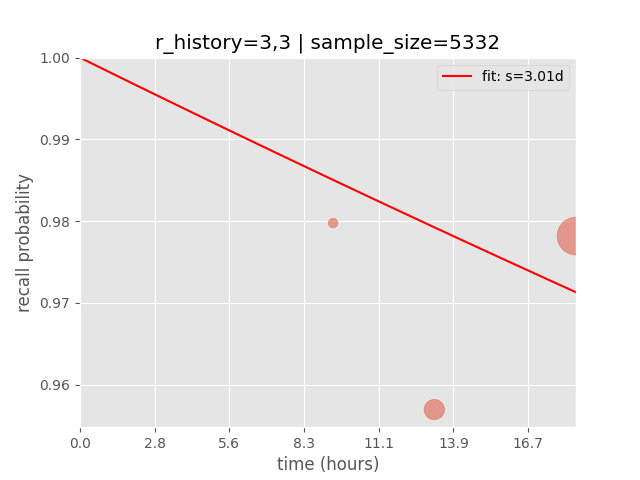 r_history=3,3 | sample_size=5332
fit: s=3.01d
1.00
0.99
0.98
0.97
0.96
recall probability
0.0 2.8 5.6 8.3 11.1 13.9 16.7
time (hours)